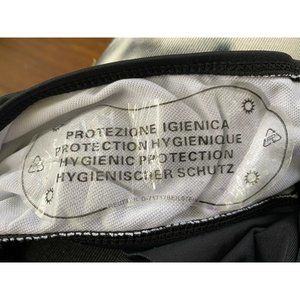 PROTEZIONE IGIENICA
PROTECTION HYGIENIQUE
HYGIENIC PROTECTION
HYGIENISCHER SCHUTZ